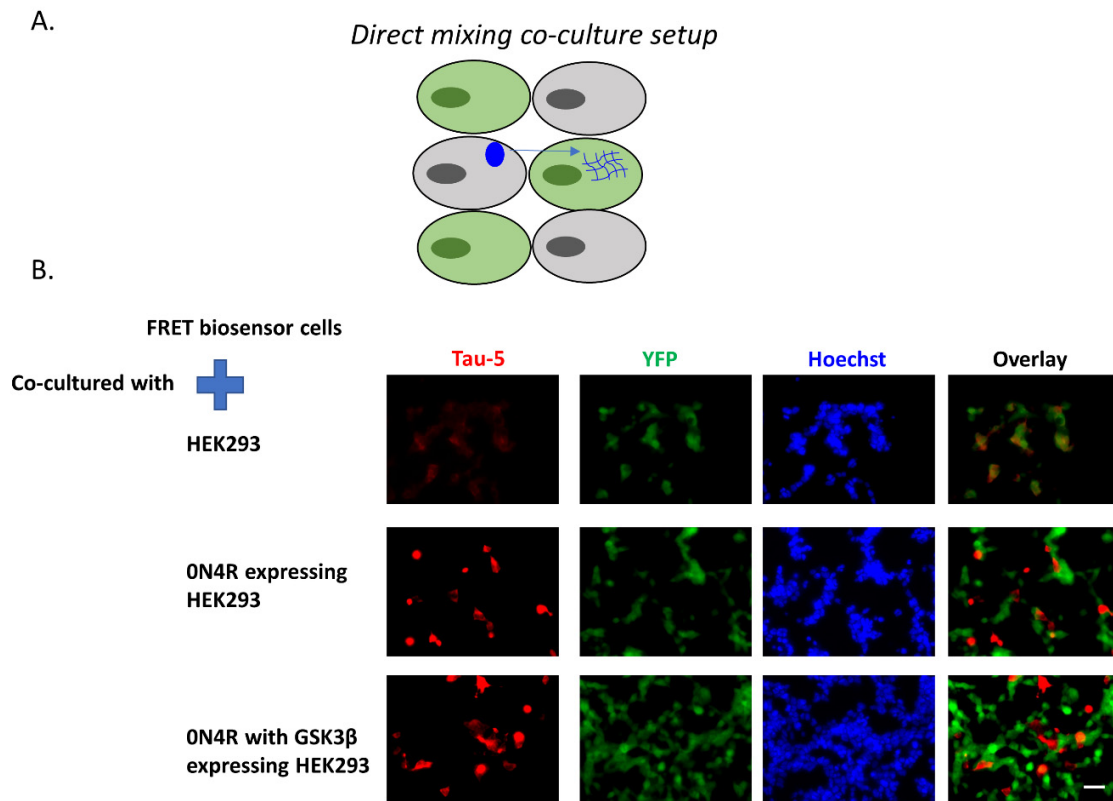 A.
Direct mixing co-culture setup
B.
FRET biosensor cells
Co-cultured with
Tau-5 YFP Hoechst Overlay
HEK293
0N4R expressing
HEK293
0N4R with GSK3β
expressing HEK293